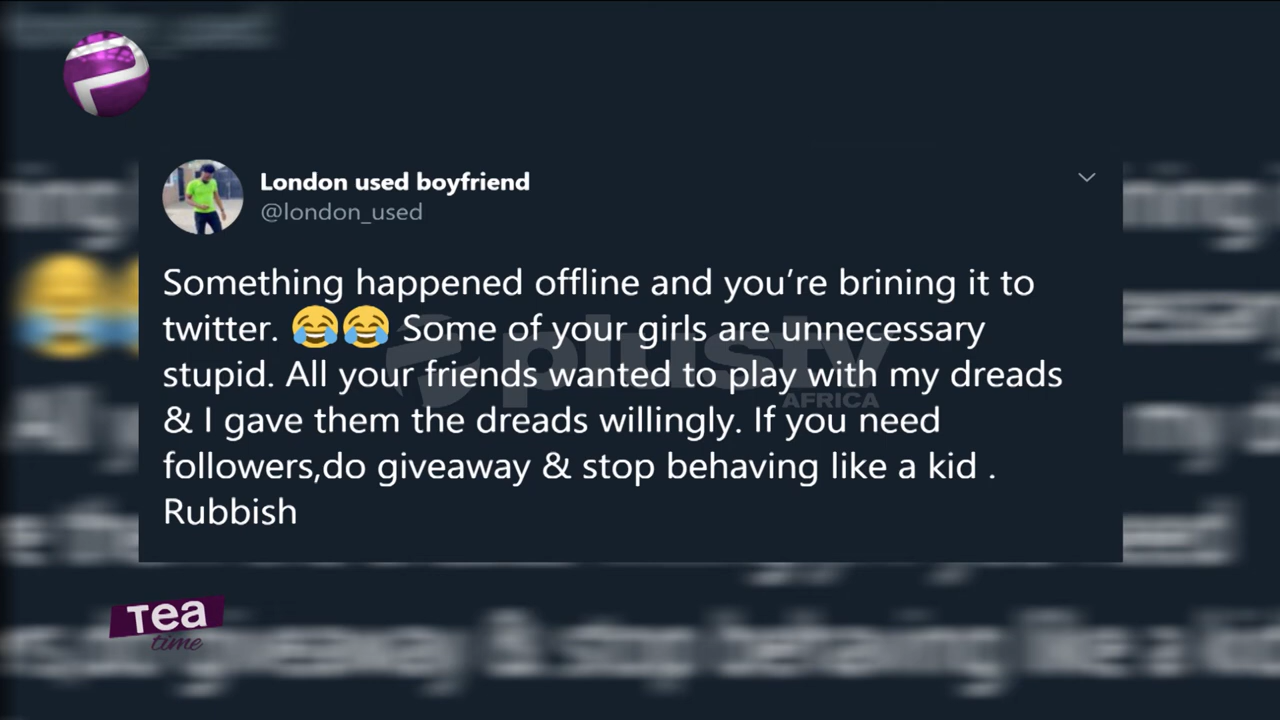 London used boyfriend
@london_used
Something happened offline and you're brining it to
twitter. 😂😂 Some of your girls are unnecessary
stupid. All your friends wanted to play with my dreads
& I gave them the dreads willingly. If you need
followers,do giveaway & stop behaving like a kid .
Rubbish
plustv
AFRICA
Tea
time